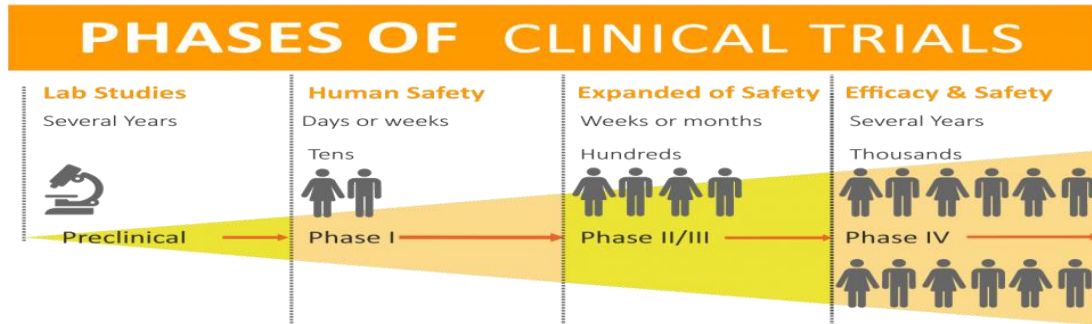 PHASES OF CLINICAL TRIALS
Lab Studies
Several Years
Preclinical
Human Safety
Days or weeks
Tens
Phase I
Expanded of Safety
Weeks or months
Hundreds
Phase II/III
Efficacy & Safety
Several Years
Thousands
Phase IV